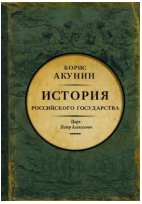 БОРИС
АКУНИН
ИСТОРИЯ
РОССИЙСКОГО ГОСУДАРСТВА
Царь
Петр Алексеевич